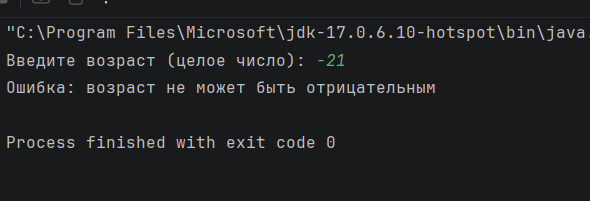 "C:\Program Files\Microsoft\jdk-17.0.6.10-hotspot\bin\java.
Введите возраст (целое число): -21
Ошибка: возраст не может быть отрицательным
Process finished with exit code 0